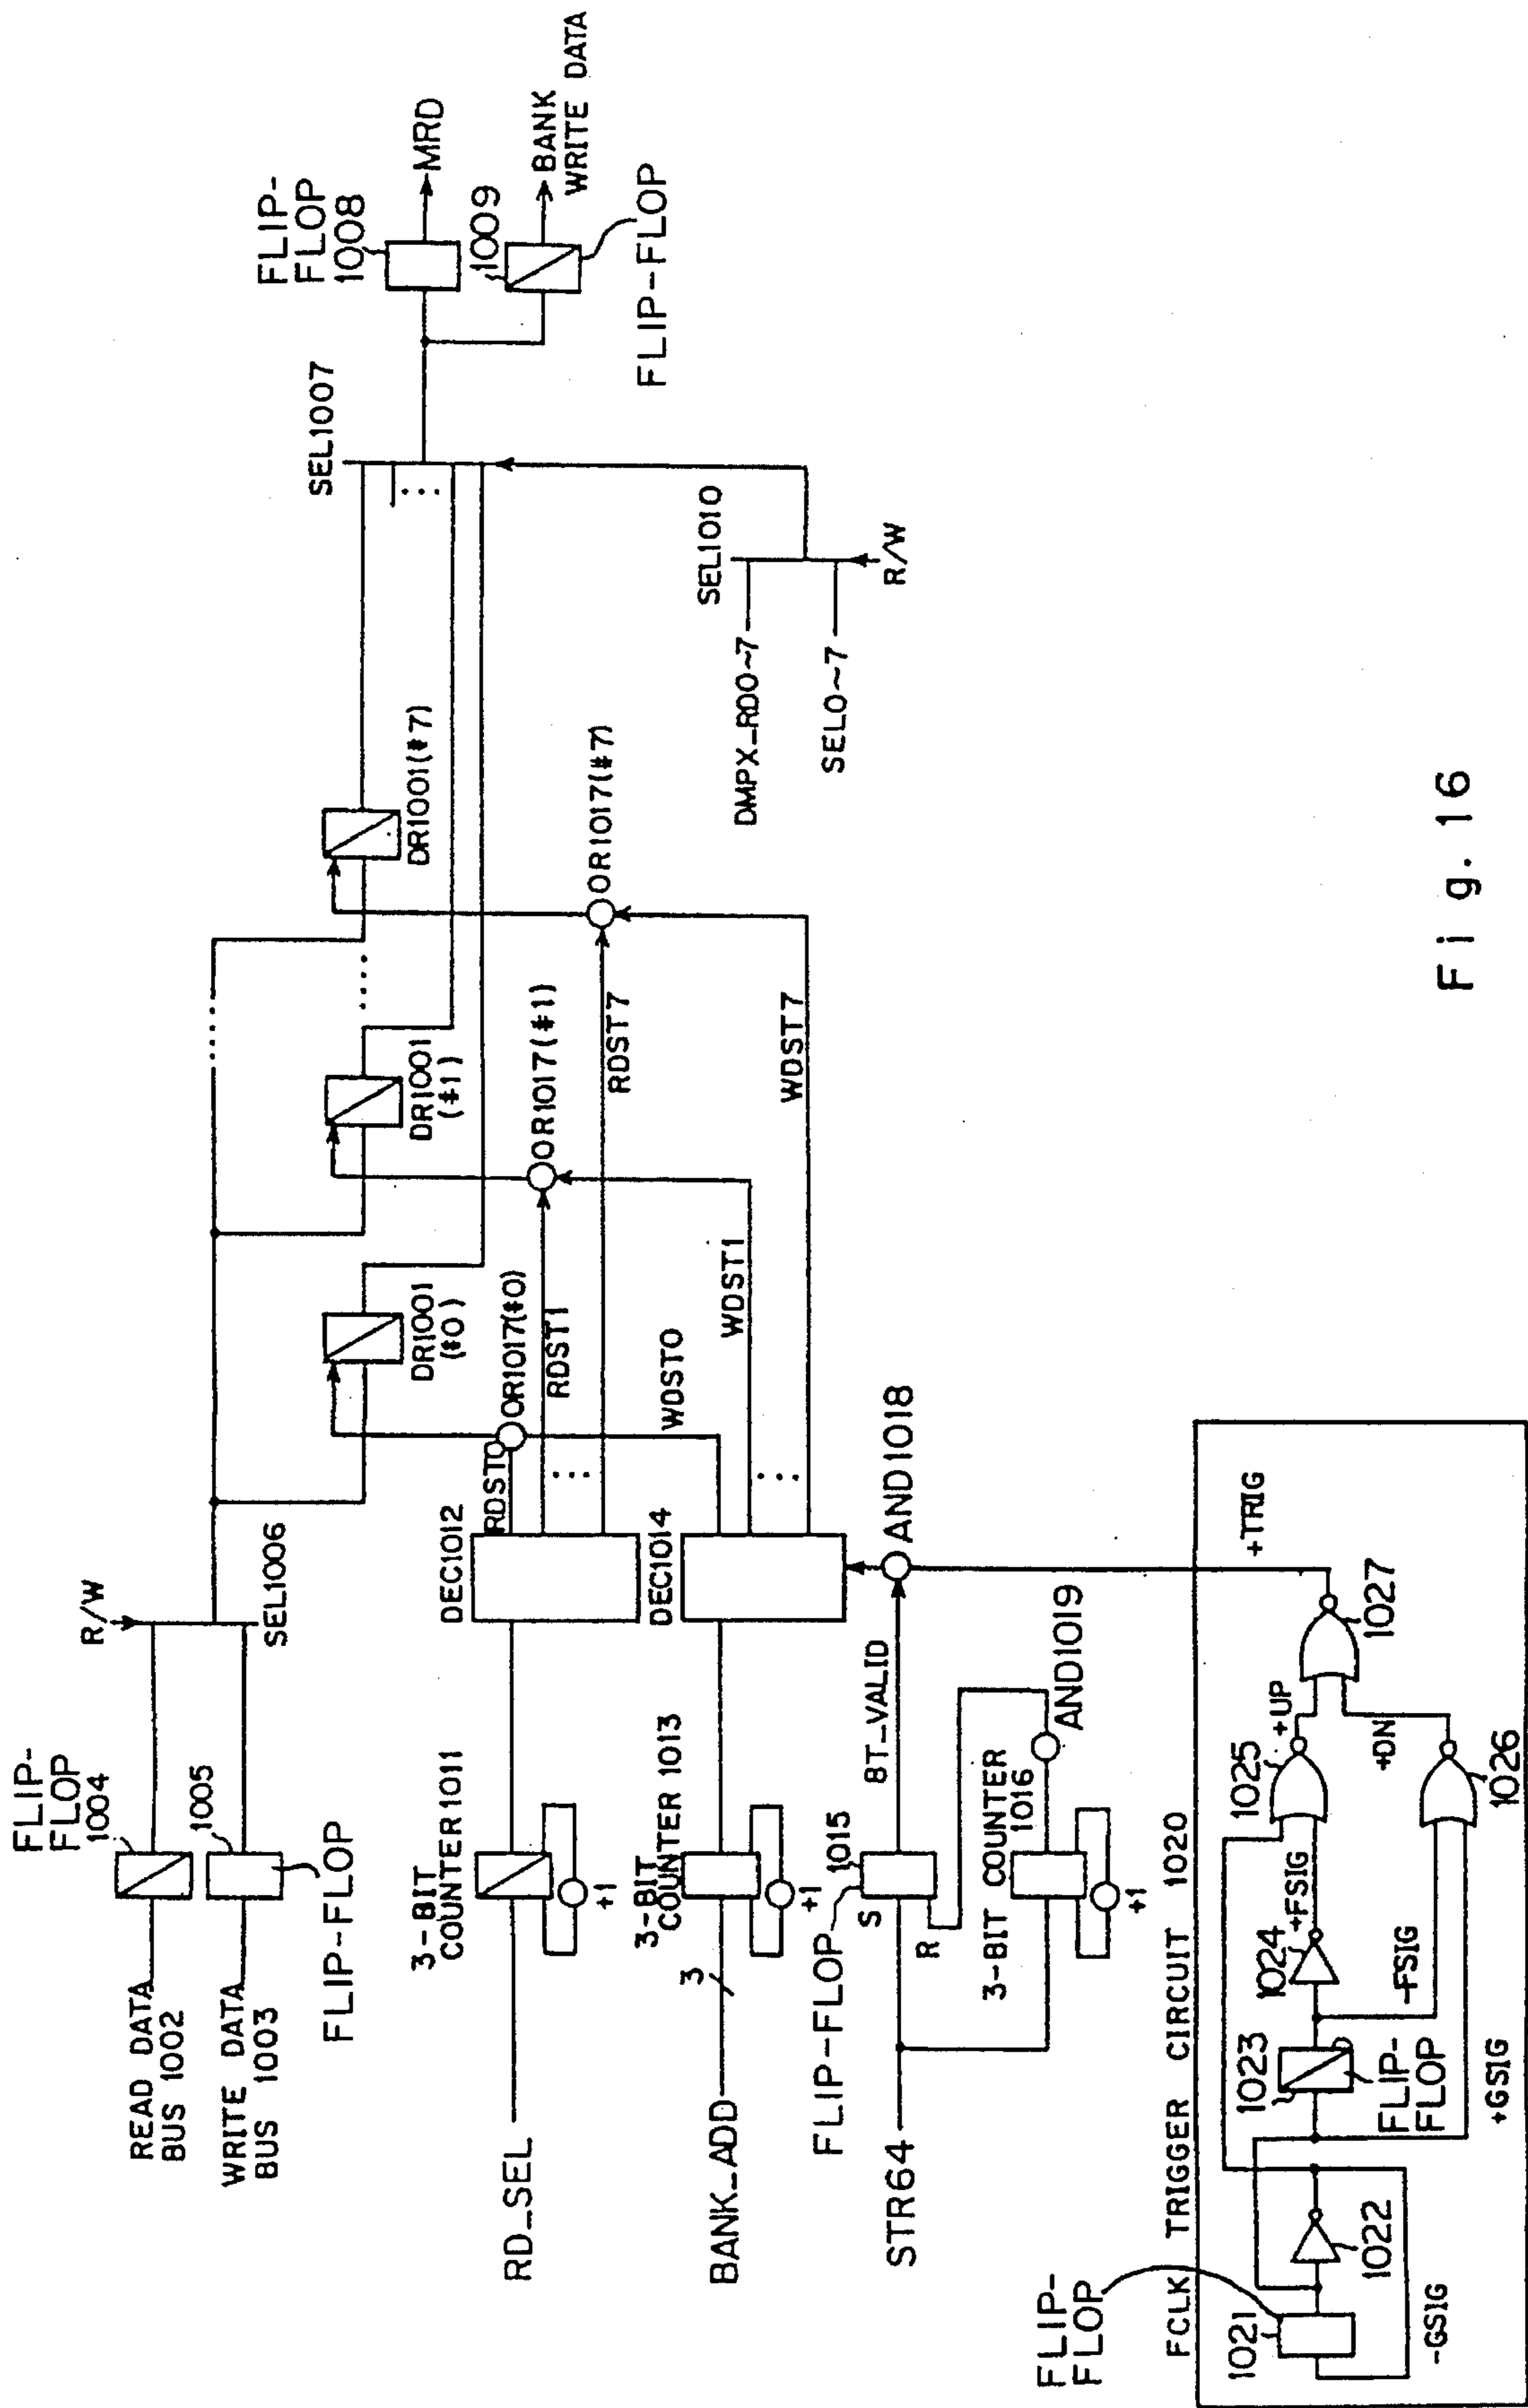 FLIP-
FLOP
1004
READ DATA
BUS 1002
1005
WRITE DATA
BUS 1003
FLIP-FLOP
R/W
SEL1006
DR1001
(#0)
DR1001
(#1)
DR1001(#7)
SEL1007
FLIP-
FLOP
1008
MRD
1009
BANK
WRITE DATA
FLIP-FLOP
3-BIT
COUNTER1011
RD_SEL
+1
DEC1012
RDST0
OR1017(#0)
RDST1
OR1017(#1)
RDST7
OR1017(#7)
SEL1010
DMPX_RD0~7
SEL0~7
R/W
3-BIT
COUNTER 1013
BANK_ADD
3
+1
DEC1014
WDST0
WDST1
WDST7
FLIP-FLOP
1015
S
R
8T_VALID
AND1018
STR64
3-BIT COUNTER
1016
+1
AND1019
FCLK TRIGGER CIRCUIT 1020
FLIP-
FLOP
1021
1022
-GSIG
1023
FLIP-
FLOP
1024
+FSIG
-FSIG
+GSIG
1025
+UP
+DN
1026
1027
+TRIG
Fig. 16